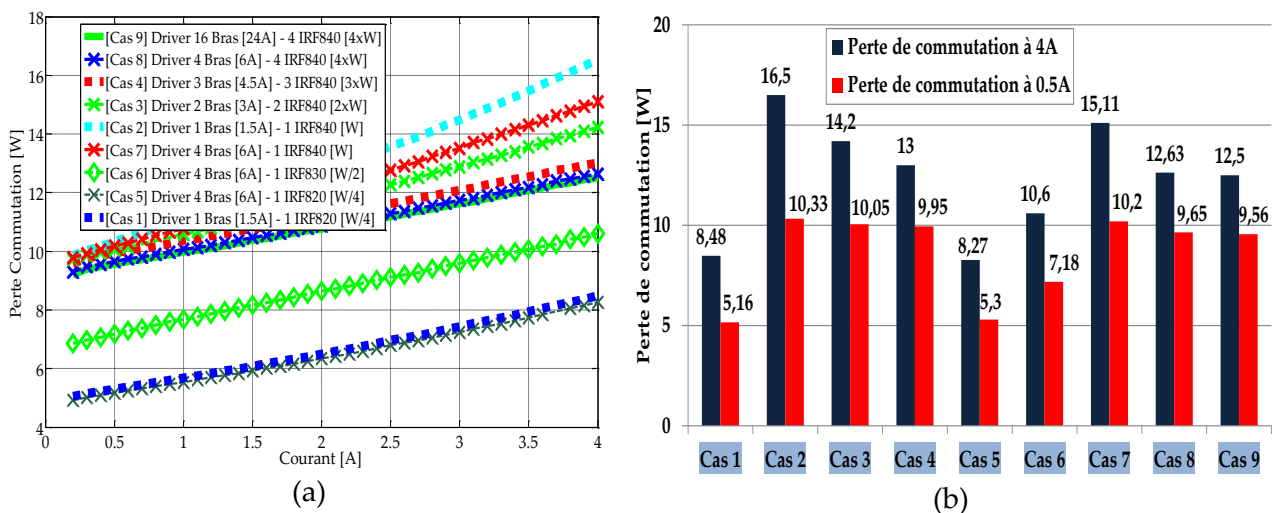 (a)
18
16
14
12
10
8
6
4
Perte Commutation [W]
[Cas 9] Driver 16 Bras [24A] - 4 IRF840 [4xW]
[Cas 8] Driver 4 Bras [6A] - 4 IRF840 [4xW]
[Cas 4] Driver 3 Bras [4.5A] - 3 IRF840 [3xW]
[Cas 3] Driver 2 Bras [3A] - 2 IRF840 [2xW]
[Cas 2] Driver 1 Bras [1.5A] - 1 IRF840 [W]
[Cas 7] Driver 4 Bras [6A] - 1 IRF840 [W]
[Cas 6] Driver 4 Bras [6A] - 1 IRF830 [W/2]
[Cas 5] Driver 4 Bras [6A] - 1 IRF820 [W/4]
[Cas 1] Driver 1 Bras [1.5A] - 1 IRF820 [W/4]
0 0.5 1 1.5 2 2.5 3 3.5 4
Courant [A]
(a)
(b)
20
15
10
5
0
Perte de commutation [W]
Perte de commutation à 4A
Perte de commutation à 0.5A
8,48 5,16
16,5 10,33
14,2 10,05
13 9,95
8,27 5,3
10,6 7,18
15,11 10,2
12,63 9,65
12,5 9,56
Cas 1 Cas 2 Cas 3 Cas 4 Cas 5 Cas 6 Cas 7 Cas 8 Cas 9
(b)